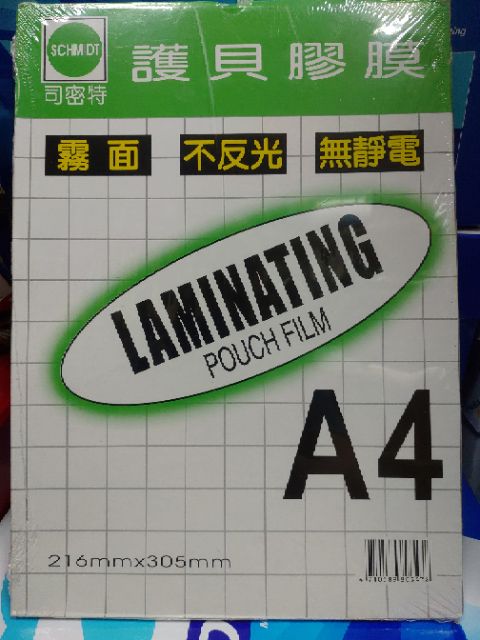 SCHMIDT
司密特
護貝膠膜
霧面 不反光 無靜電
LAMINATING
POUCH FILM
A4
216mmx305mm